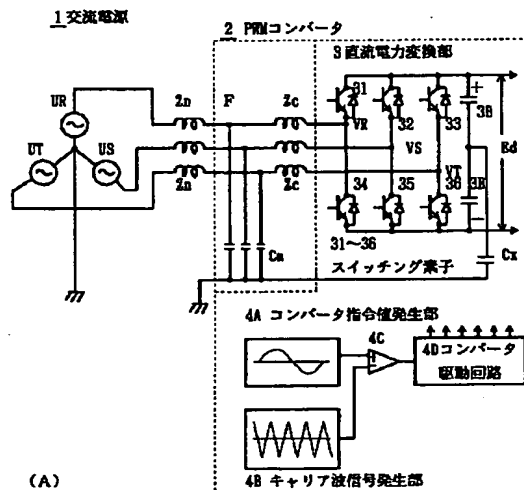 1 交流電源
2 PRMコンバータ
3 直流電力変換部
UR
Zn
F
Zc
31
32
33
3B
UT
US
VR
VS
VT
Ed
Zn
Zc
34
35
36
3K
Cn
31～36
スイッチング素子
Cx
4A コンバータ指令値発生部
4C
4Dコンバータ
駆動回路
4B キャリア波信号発生部
(A)